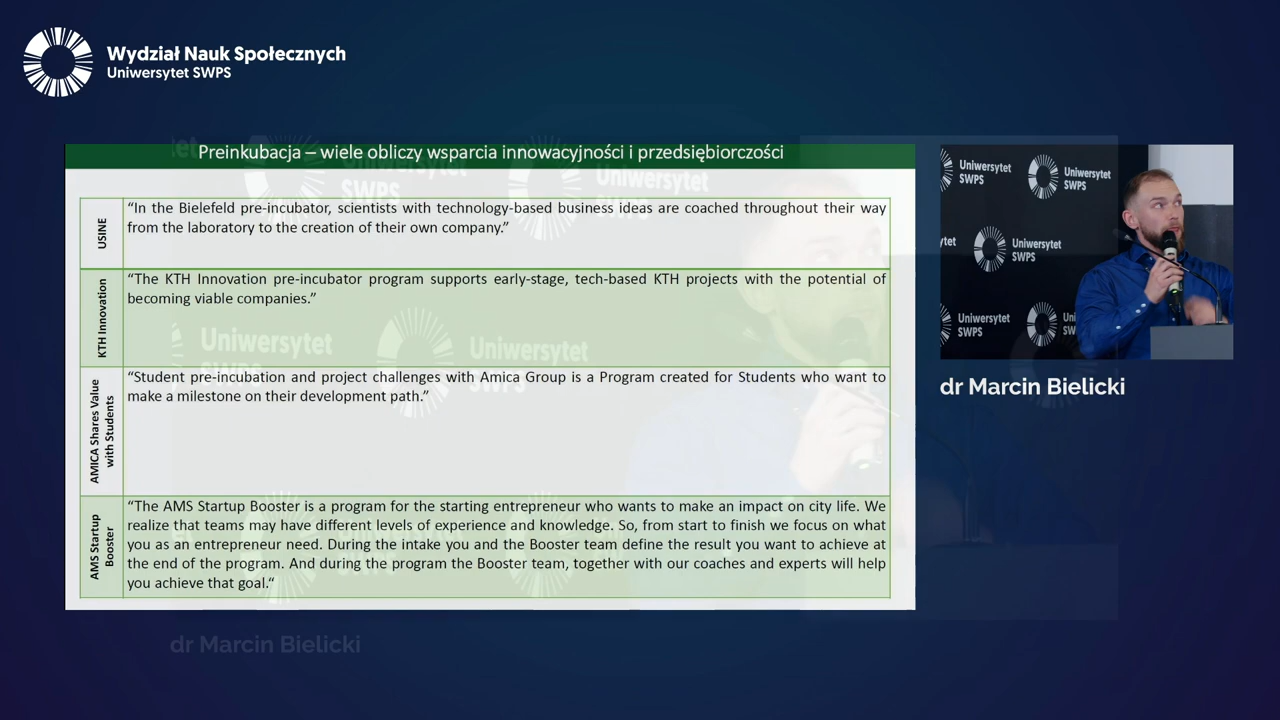 Wydział Nauk Społecznych
Uniwersytet SWPS
Preinkubacja – wiele obliczy wsparcia innowacyjności i przedsiębiorczości
USINE
“In the Bielefeld pre-incubator, scientists with technology-based business ideas are coached throughout their way
from the laboratory to the creation of their own company.”
KTH Innovation
“The KTH Innovation pre-incubator program supports early-stage, tech-based KTH projects with the potential of
becoming viable companies.”
AMICA Shares Value
with Students
“Student pre-incubation and project challenges with Amica Group is a Program created for Students who want to
make a milestone on their development path.”
AMS Startup
Booster
“The AMS Startup Booster is a program for the starting entrepreneur who wants to make an impact on city life. We
realize that teams may have different levels of experience and knowledge. So, from start to finish we focus on what
you as an entrepreneur need. During the intake you and the Booster team define the result you want to achieve at
the end of the program. And during the program the Booster team, together with our coaches and experts will help
you achieve that goal.“
Uniwersytet
SWPS
Uniwersytet
SWPS
ytet
Uniwersytet
SWPS
Uniwersytet
SWPS
Uni
SW
dr Marcin Bielicki
tet
SWPS
Uniwersytet
SWPS
Uniwersytet
Uniwersytet
SWPS
dr Marcin Bielicki